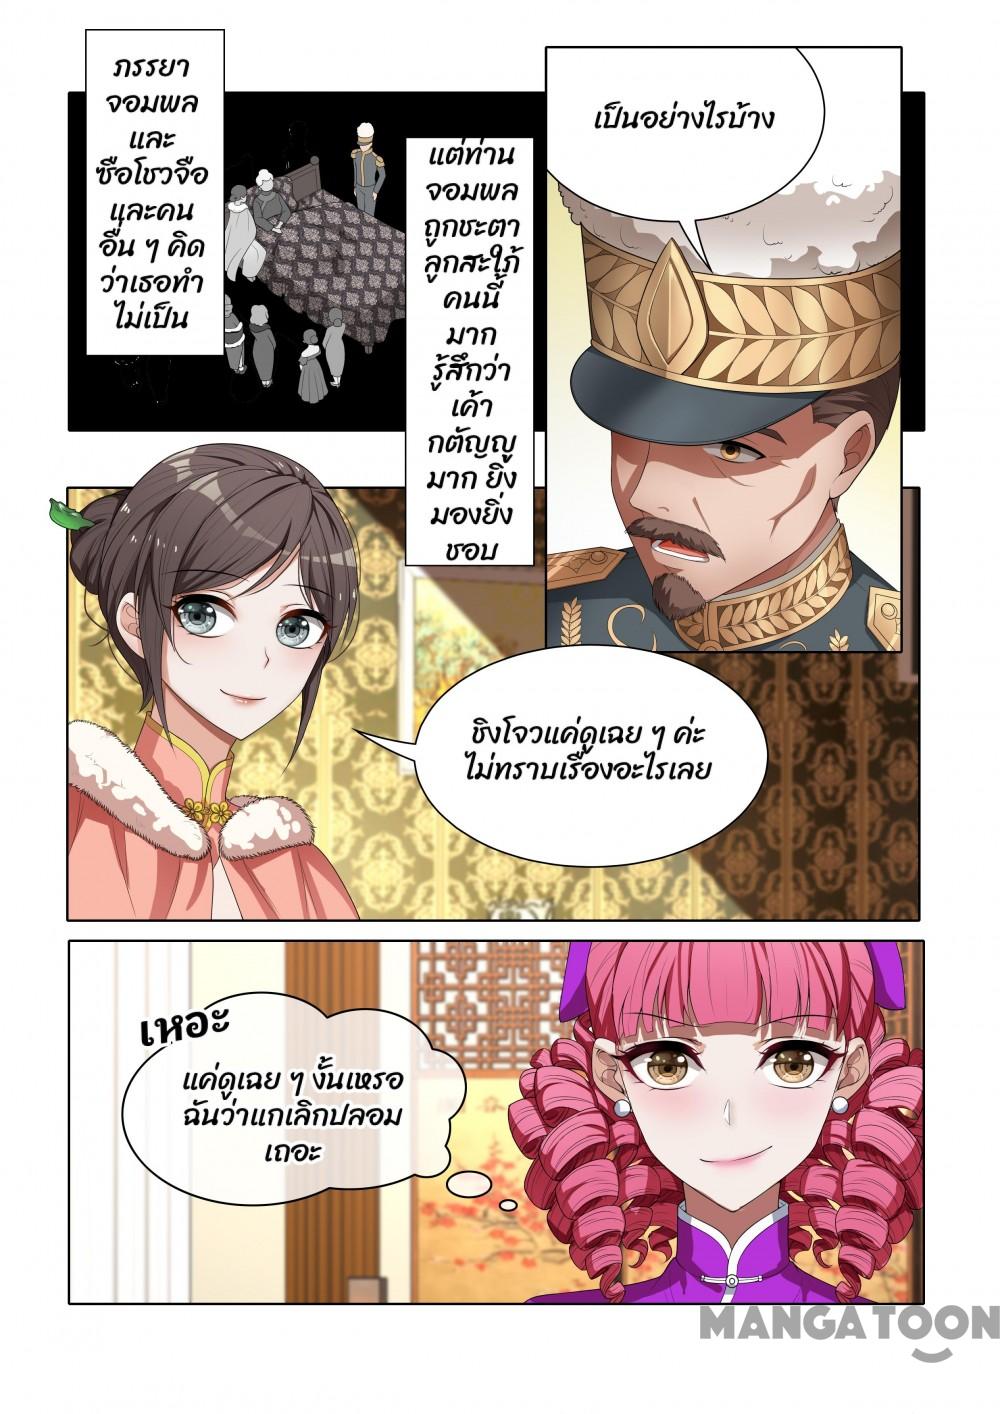 ภรรยา
จอมพล
และ
ซือโชวจือ
และคน
อื่น ๆ คิด
ว่าเธอทำ
ไม่เป็น
แต่ท่าน
จอมพล
ถูกชะตา
ลูกสะใภ้
คนนี้
มาก
รู้สึกว่า
เค้า
กตัญญู
มาก ยิ่ง
มองยิ่ง
ชอบ
เป็นอย่างไรบ้าง
ชิงโจวแค่ดูเฉย ๆ ค่ะ
ไม่ทราบเรื่องอะไรเลย
เหอะ
แค่ดูเฉย ๆ งั้นเหรอ
ฉันว่าแกเลิกปลอม
เถอะ
MANGATOON